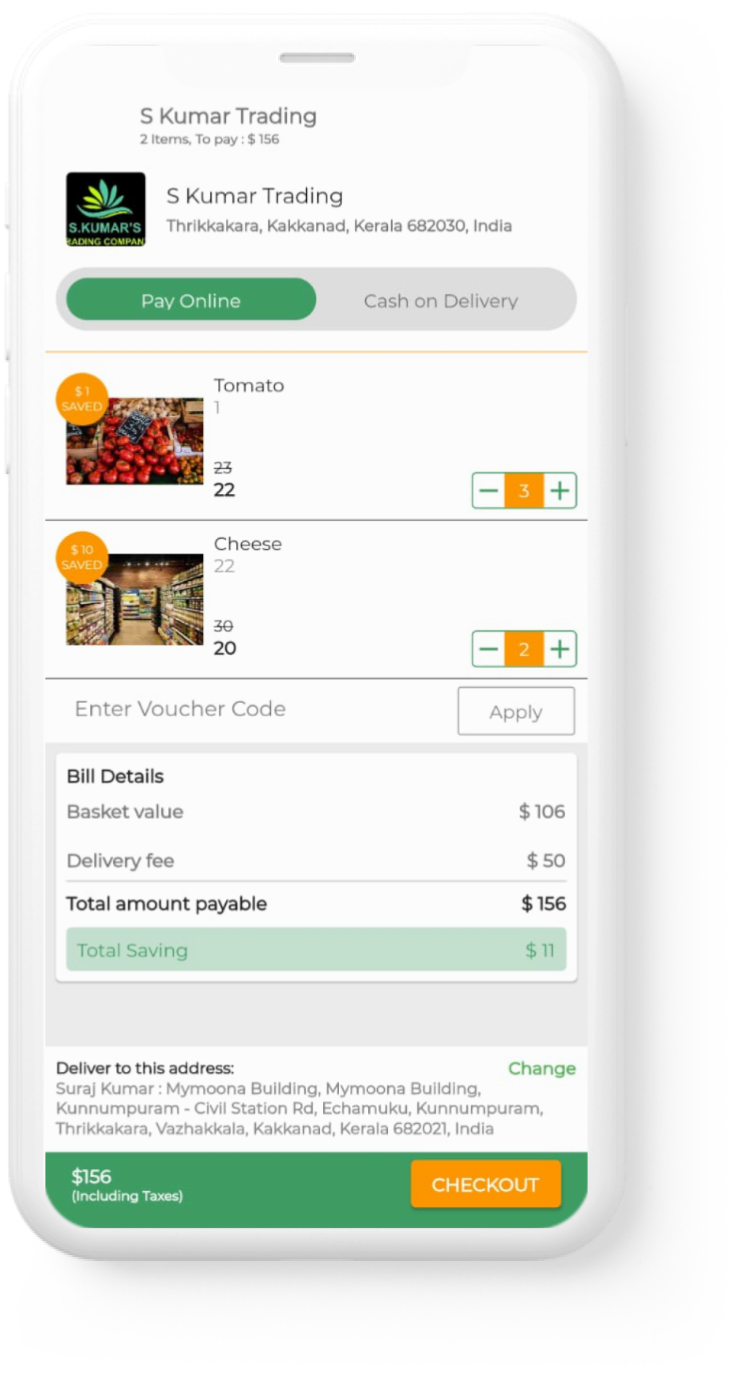 S Kumar Trading
2 Items, To pay : $ 156
S.KUMAR'S
RADING COMPAN
S Kumar Trading
Thrikkakara, Kakkanad, Kerala 682030, India
Pay Online
Cash on Delivery
$ 1
SAVED
Tomato
1
23
22
− 3 +
$ 10
SAVED
Cheese
22
30
20
− 2 +
Enter Voucher Code
Apply
Bill Details
Basket value $ 106
Delivery fee $ 50
Total amount payable $ 156
Total Saving $ 11
Deliver to this address: Change
Suraj Kumar : Mymoona Building, Mymoona Building,
Kunnumpuram - Civil Station Rd, Echamuku, Kunnumpuram,
Thrikkakara, Vazhakkala, Kakkanad, Kerala 682021, India
$156
(Including Taxes)
CHECKOUT